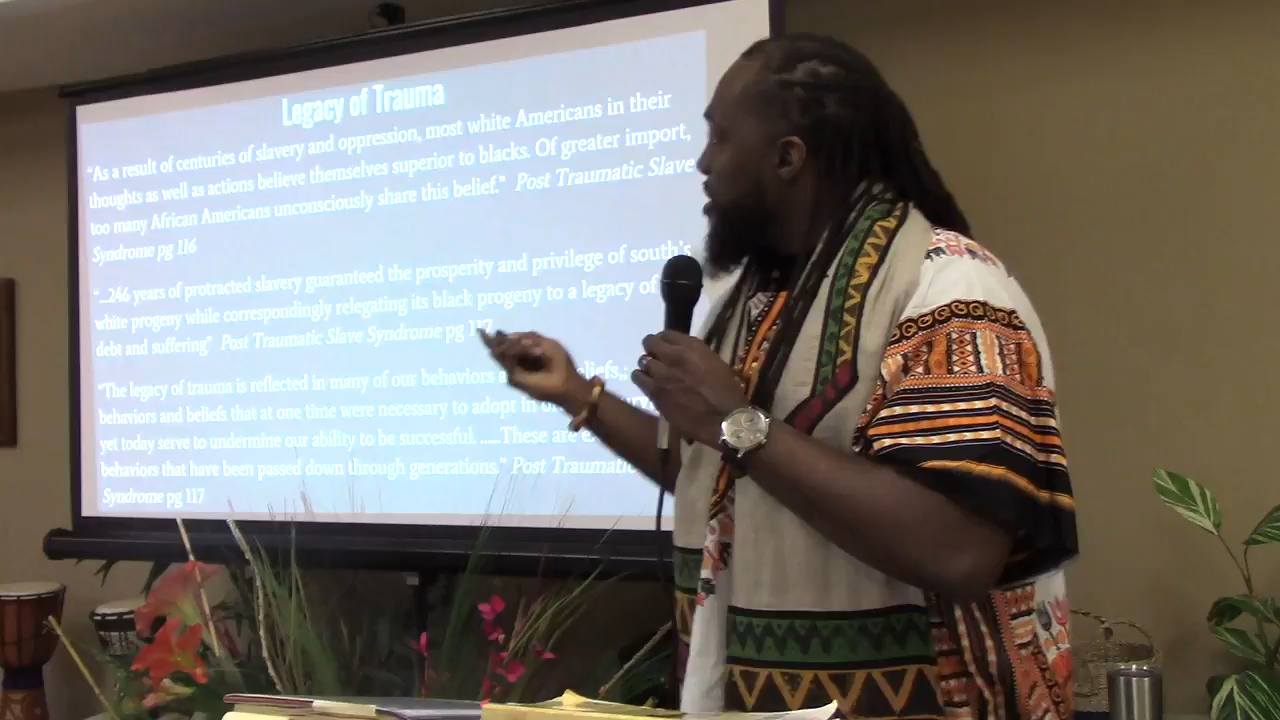 Legacy of Trauma
“As a result of centuries of slavery and oppression, most white Americans in their
thoughts as well as actions believe themselves superior to blacks. Of greater import,
too many African Americans unconsciously share this belief.” Post Traumatic Slave
Syndrome pg 116
“...246 years of protracted slavery guaranteed the prosperity and privilege of south's
white progeny while correspondingly relegating its black progeny to a legacy of
debt and suffering” Post Traumatic Slave Syndrome pg 117
“The legacy of trauma is reflected in many of our behaviors
behaviors and beliefs that at one time were necessary to adopt in
yet today serve to undermine our ability to be successful. .....These are
behaviors that have been passed down through generations.” Post Traumatic
Syndrome pg 117